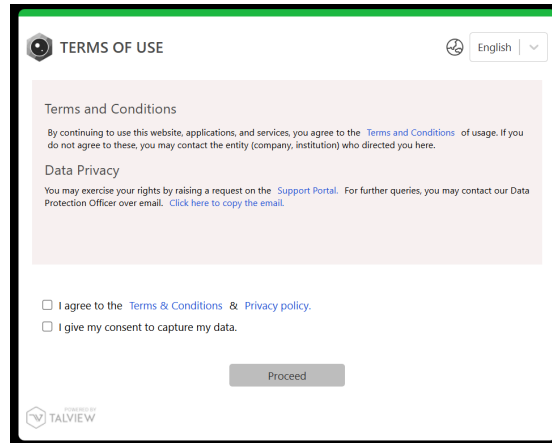 TERMS OF USE
English
Terms and Conditions
By continuing to use this website, applications, and services, you agree to the Terms and Conditions of usage. If you
do not agree to these, you may contact the entity (company, institution) who directed you here.
Data Privacy
You may exercise your rights by raising a request on the Support Portal. For further queries, you may contact our Data
Protection Officer over email. Click here to copy the email.
I agree to the Terms & Conditions & Privacy policy.
I give my consent to capture my data.
Proceed
POWERED BY
TALVIEW